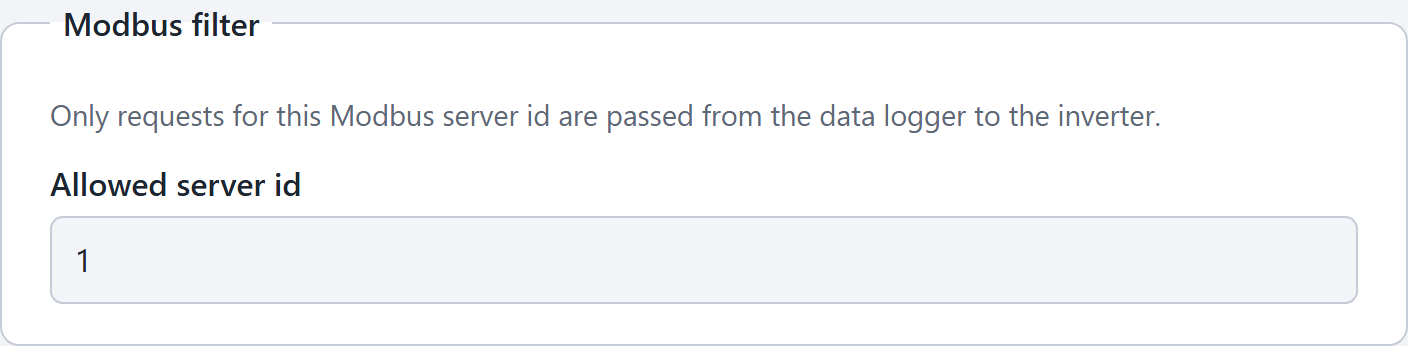 Modbus filter
Only requests for this Modbus server id are passed from the data logger to the inverter.
Allowed server id
1